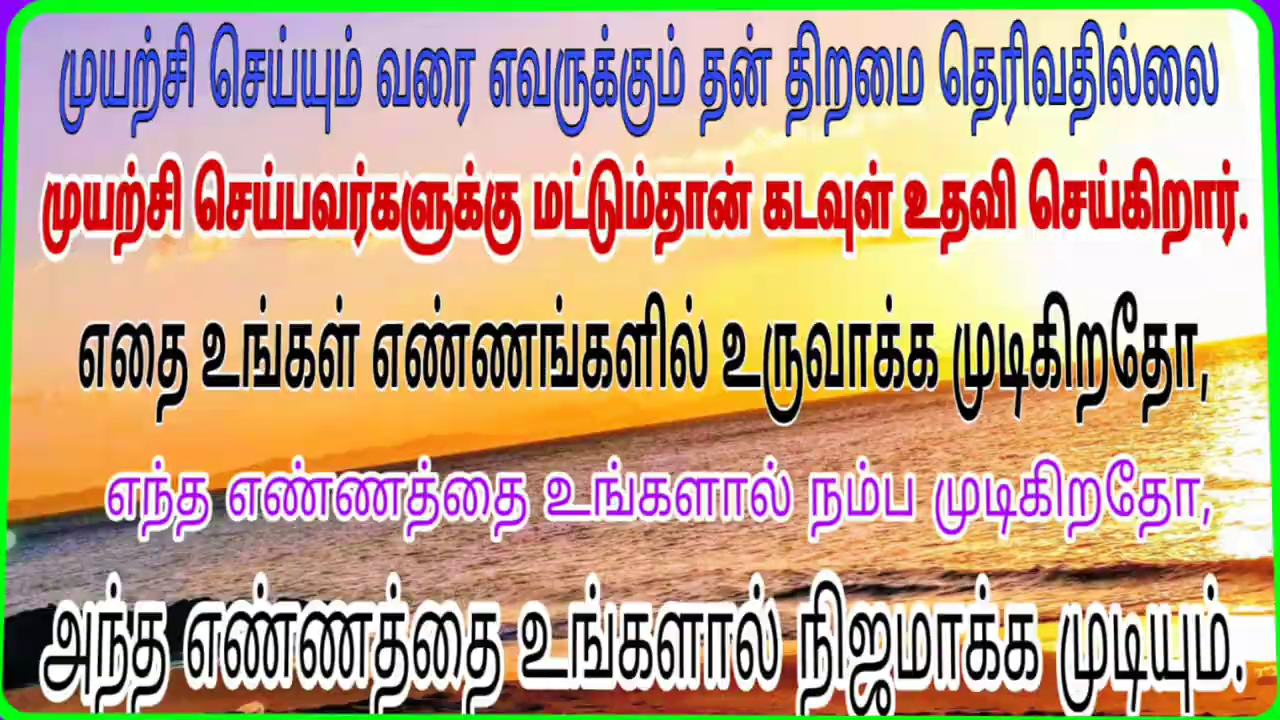 முயற்சி செய்யும் வரை எவருக்கும் தன் திறமை தெரிவதில்லை
முயற்சி செய்பவர்களுக்கு மட்டும்தான் கடவுள் உதவி செய்கிறார்.
எதை உங்கள் எண்ணங்களில் உருவாக்க முடிகிறதோ,
எந்த எண்ணத்தை உங்களால் நம்ப முடிகிறதோ,
அந்த எண்ணத்தை உங்களால் நிஜமாக்க முடியும்.